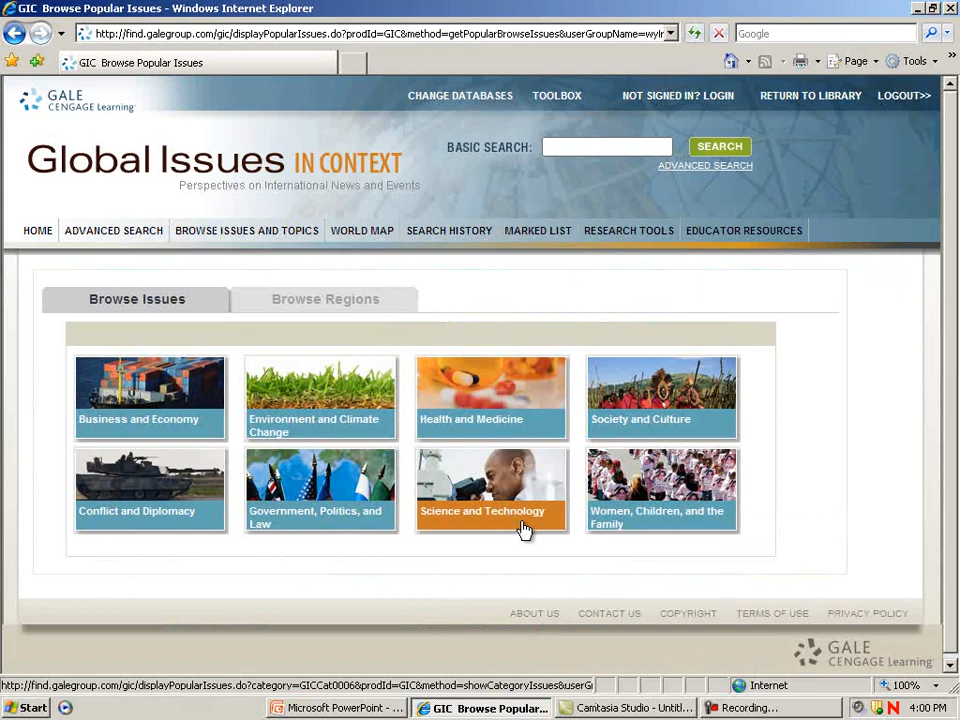 GIC Browse Popular Issues - Windows Internet Explorer
http://find.galegroup.com/gic/displayPopularIssues.do?prodId=GIC&method=getPopularBrowseIssues&userGroupName=wylr
Google
GIC Browse Popular Issues
Page
Tools
GALE
CENGAGE Learning
CHANGE DATABASES
TOOLBOX
NOT SIGNED IN? LOGIN
RETURN TO LIBRARY
LOGOUT>>
Global Issues IN CONTEXT
Perspectives on International News and Events
BASIC SEARCH:
SEARCH
ADVANCED SEARCH
HOME
ADVANCED SEARCH
BROWSE ISSUES AND TOPICS
WORLD MAP
SEARCH HISTORY
MARKED LIST
RESEARCH TOOLS
EDUCATOR RESOURCES
Browse Issues
Browse Regions
Business and Economy
Environment and Climate
Change
Health and Medicine
Society and Culture
Conflict and Diplomacy
Government, Politics, and
Law
Science and Technology
Women, Children, and the
Family
ABOUT US
CONTACT US
COPYRIGHT
TERMS OF USE
PRIVACY POLICY
GALE
CENGAGE Learning
http://find.galegroup.com/gic/displayPopularIssues.do?category=GICCat0006&prodId=GIC&method=showCategoryIssues&userG
Internet
100%
Start
Microsoft PowerPoint - ...
GIC Browse Popular...
Camtasia Studio - Untitl...
Recording...
4:00 PM